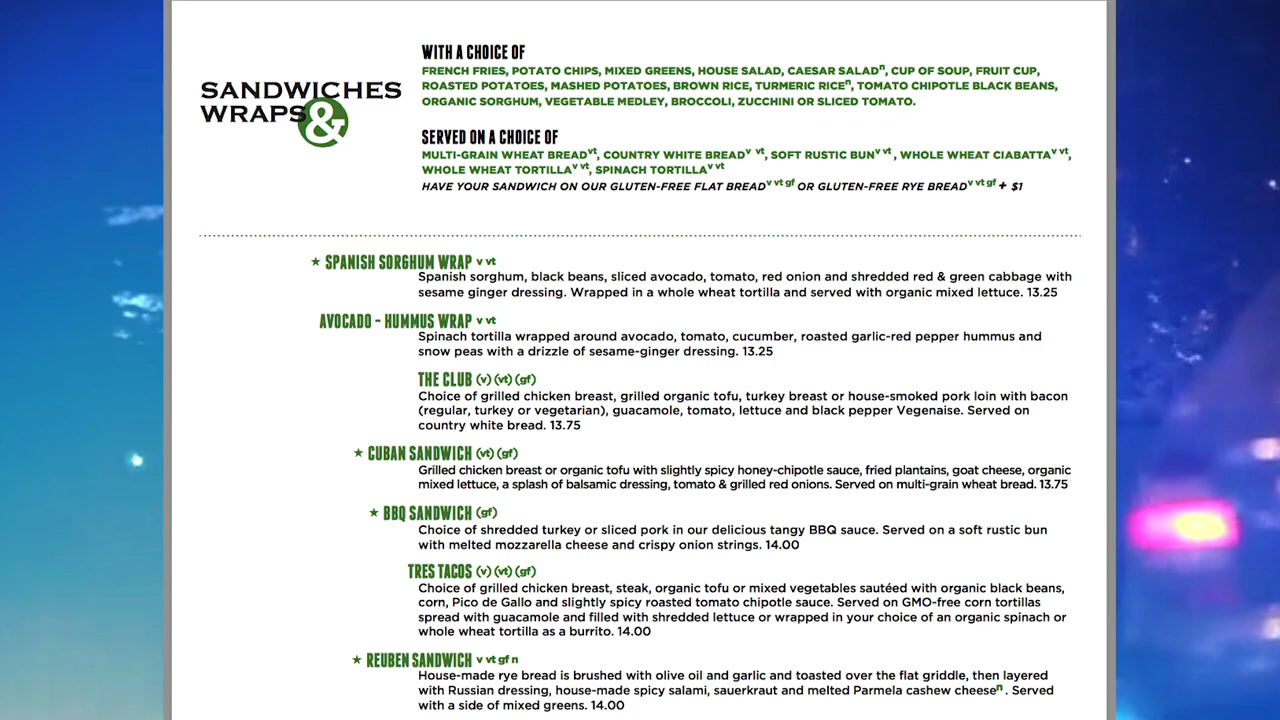 SANDWICHES
WRAPS &
WITH A CHOICE OF
FRENCH FRIES, POTATO CHIPS, MIXED GREENS, HOUSE SALAD, CAESAR SALADn, CUP OF SOUP, FRUIT CUP,
ROASTED POTATOES, MASHED POTATOES, BROWN RICE, TURMERIC RICEn, TOMATO CHIPOTLE BLACK BEANS,
ORGANIC SORGHUM, VEGETABLE MEDLEY, BROCCOLI, ZUCCHINI OR SLICED TOMATO.
SERVED ON A CHOICE OF
MULTI-GRAIN WHEAT BREADvt, COUNTRY WHITE BREADv vt, SOFT RUSTIC BUNv vt, WHOLE WHEAT CIABATTAv vt,
WHOLE WHEAT TORTILLAv vt, SPINACH TORTILLAv vt
HAVE YOUR SANDWICH ON OUR GLUTEN-FREE FLAT BREADv vt gf OR GLUTEN-FREE RYE BREADv vt gf + $1
★ SPANISH SORGHUM WRAP v vt
Spanish sorghum, black beans, sliced avocado, tomato, red onion and shredded red & green cabbage with
sesame ginger dressing. Wrapped in a whole wheat tortilla and served with organic mixed lettuce. 13.25
AVOCADO - HUMMUS WRAP v vt
Spinach tortilla wrapped around avocado, tomato, cucumber, roasted garlic-red pepper hummus and
snow peas with a drizzle of sesame-ginger dressing. 13.25
THE CLUB (v) (vt) (gf)
Choice of grilled chicken breast, grilled organic tofu, turkey breast or house-smoked pork loin with bacon
(regular, turkey or vegetarian), guacamole, tomato, lettuce and black pepper Vegenaise. Served on
country white bread. 13.75
★ CUBAN SANDWICH (vt) (gf)
Grilled chicken breast or organic tofu with slightly spicy honey-chipotle sauce, fried plantains, goat cheese, organic
mixed lettuce, a splash of balsamic dressing, tomato & grilled red onions. Served on multi-grain wheat bread. 13.75
★ BBQ SANDWICH (gf)
Choice of shredded turkey or sliced pork in our delicious tangy BBQ sauce. Served on a soft rustic bun
with melted mozzarella cheese and crispy onion strings. 14.00
TRES TACOS (v) (vt) (gf)
Choice of grilled chicken breast, steak, organic tofu or mixed vegetables sautéed with organic black beans,
corn, Pico de Gallo and slightly spicy roasted tomato chipotle sauce. Served on GMO-free corn tortillas
spread with guacamole and filled with shredded lettuce or wrapped in your choice of an organic spinach or
whole wheat tortilla as a burrito. 14.00
★ REUBEN SANDWICH v vt gf n
House-made rye bread is brushed with olive oil and garlic and toasted over the flat griddle, then layered
with Russian dressing, house-made spicy salami, sauerkraut and melted Parmela cashew cheesen. Served
with a side of mixed greens. 14.00